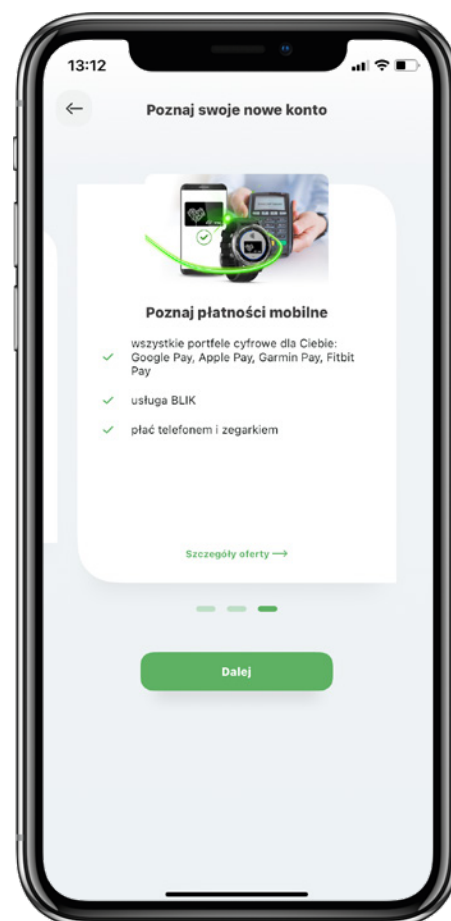 13:12
Poznaj swoje nowe konto
Poznaj płatności mobilne
wszystkie portfele cyfrowe dla Ciebie:
Google Pay, Apple Pay, Garmin Pay, Fitbit
Pay
usługa BLIK
płać telefonem i zegarkiem
Szczegóły oferty
Dalej